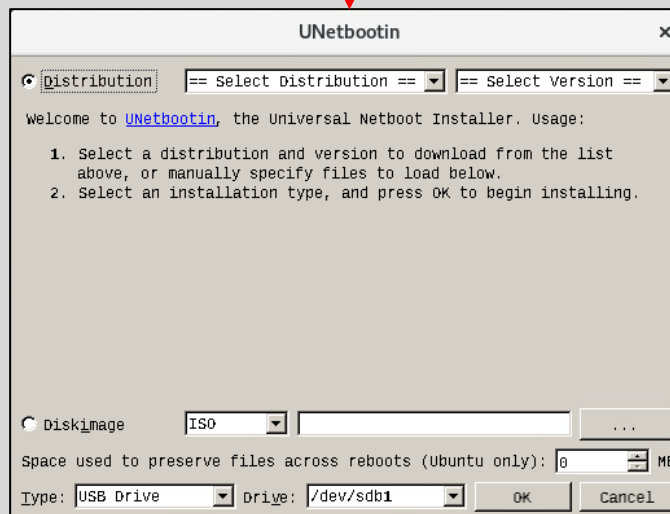 UNetbootin
Distribution == Select Distribution == == Select Version ==
Welcome to UNetbootin, the Universal Netboot Installer. Usage:
1. Select a distribution and version to download from the list
above, or manually specify files to load below.
2. Select an installation type, and press OK to begin installing.
Diskimage ISO ...
Space used to preserve files across reboots (Ubuntu only): 0 MB
Type: USB Drive Drive: /dev/sdb1 OK Cancel